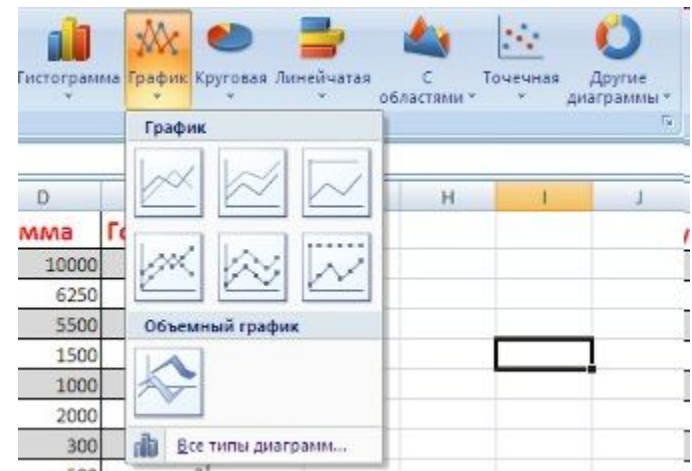 Гистограмма График Круговая Линейчатая С областями Точечная Другие диаграммы
График
D H I J
мма Го
10000
6250
5500
1500
1000
2000
300
Объемный график
Все типы диаграмм...